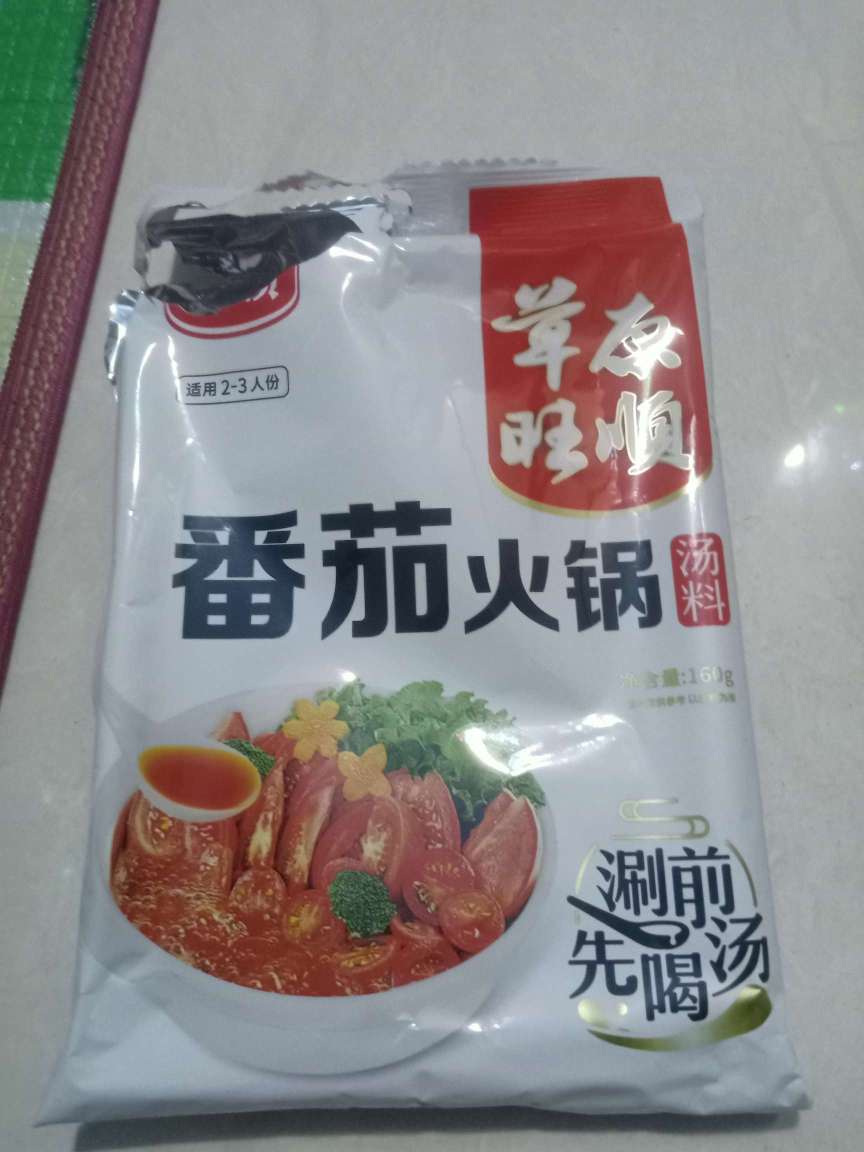 草原
旺顺
适用2-3人份
番茄火锅
汤料
净含量:160g
涮前
先喝汤